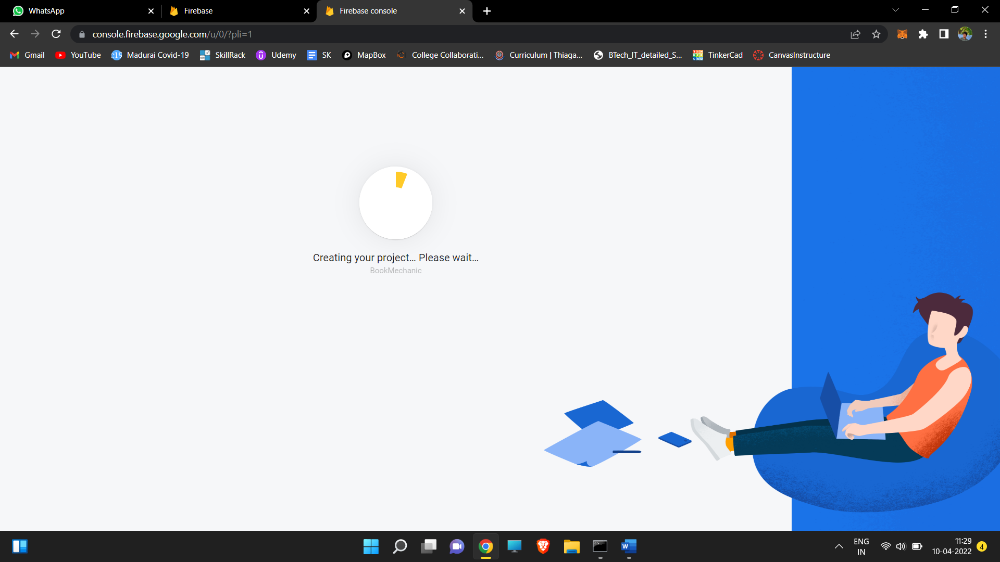 WhatsApp
Firebase
Firebase console
console.firebase.google.com/u/0/?pli=1
Gmail
YouTube
Madurai Covid-19
SkillRack
Udemy
SK
MapBox
College Collaborati...
Curriculum | Thiaga...
BTech_IT_detailed_S...
TinkerCad
CanvasInstructure
Creating your project... Please wait...
BookMechanic
ENG
IN
11:29
10-04-2022
4